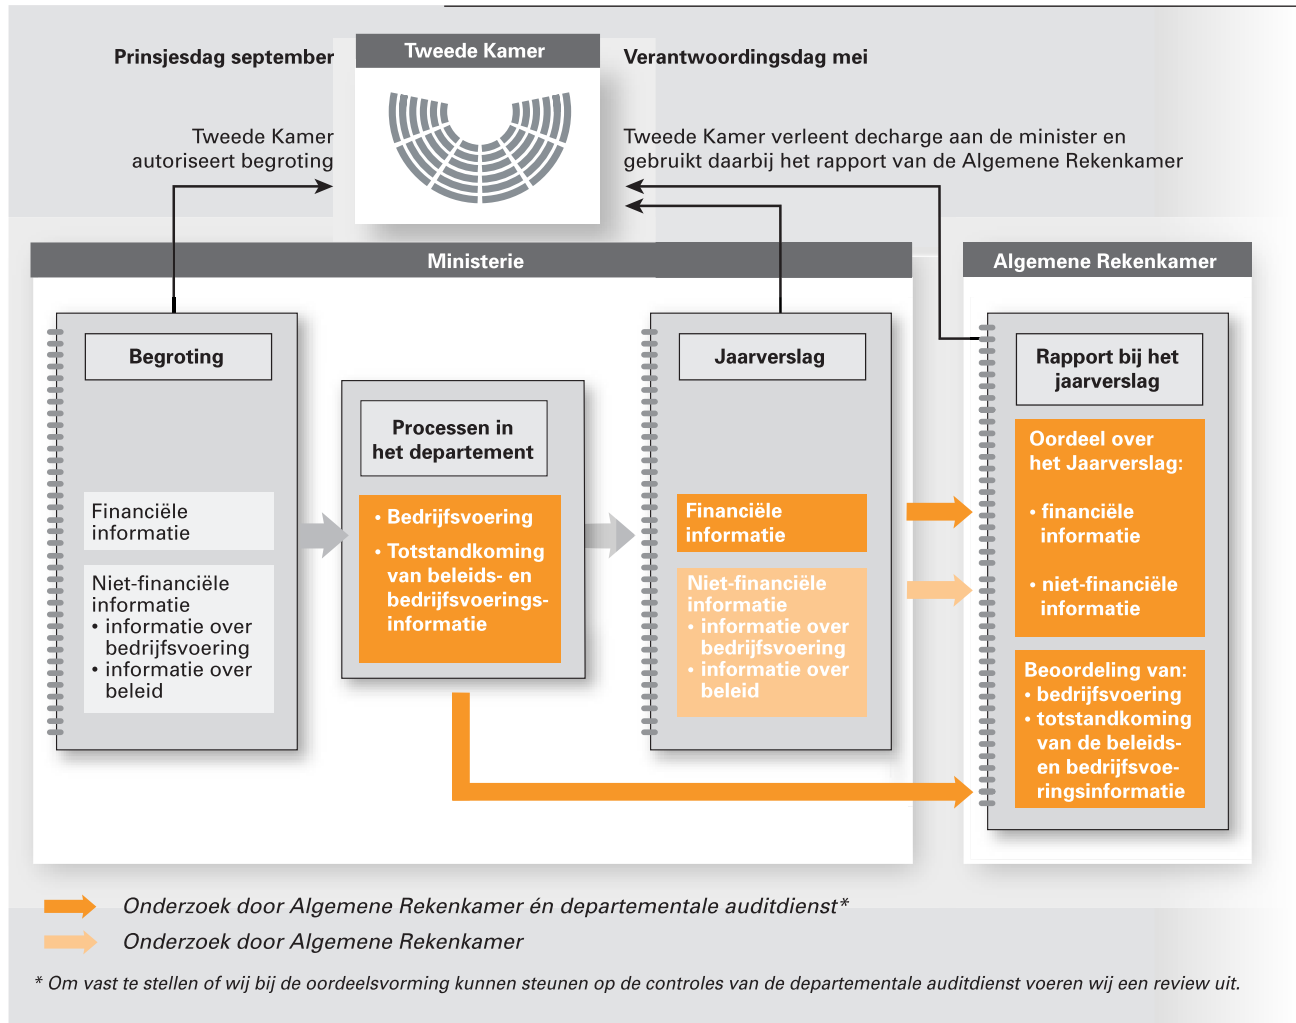 Prinsjesdag september
Tweede Kamer
Verantwoordingsdag mei
Tweede Kamer
autoriseert begroting
Tweede Kamer verleent decharge aan de minister en
gebruikt daarbij het rapport van de Algemene Rekenkamer
Ministerie
Algemene Rekenkamer
Begroting
Financiële
informatie
Niet-financiële
informatie
• informatie over
bedrijfsvoering
• informatie over
beleid
Processen in
het departement
• Bedrijfsvoering
• Totstandkoming
van beleids- en
bedrijfsvoerings-
informatie
Jaarverslag
Financiële
informatie
Niet-financiële
informatie
• informatie over
bedrijfsvoering
• informatie over
beleid
Rapport bij het
jaarverslag
Oordeel over
het Jaarverslag:
• financiële
informatie
• niet-financiële
informatie
Beoordeling van:
• bedrijfsvoering
• totstandkoming
van de beleids-
en bedrijfsvoe-
ringsinformatie
Onderzoek door Algemene Rekenkamer én departementale auditdienst*
Onderzoek door Algemene Rekenkamer
* Om vast te stellen of wij bij de oordeelsvorming kunnen steunen op de controles van de departementale auditdienst voeren wij een review uit.